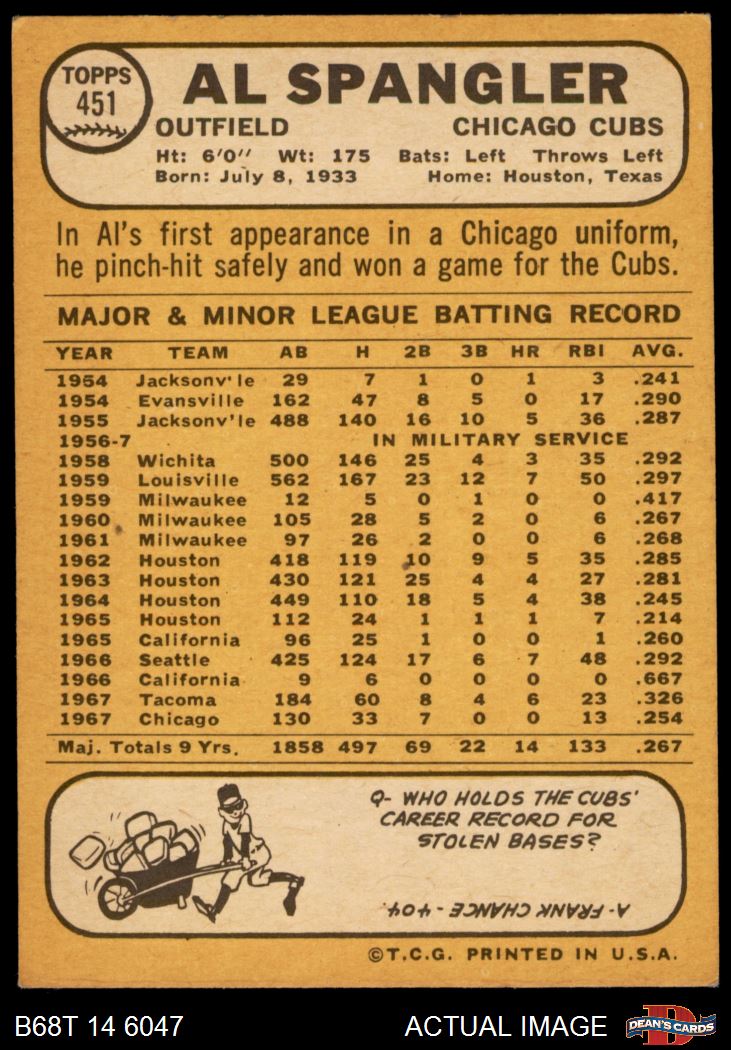 TOPPS
451
AL SPANGLER
OUTFIELD CHICAGO CUBS
Ht: 6'0" Wt: 175 Bats: Left Throws Left
Born: July 8, 1933 Home: Houston, Texas
In Al's first appearance in a Chicago uniform,
he pinch-hit safely and won a game for the Cubs.
MAJOR & MINOR LEAGUE BATTING RECORD
YEAR TEAM AB H 2B 3B HR RBI AVG.
1954 Jacksonv'le 29 7 1 0 1 3 .241
1954 Evansville 162 47 8 5 0 17 .290
1955 Jacksonv'le 488 140 16 10 5 36 .287
1956-7 IN MILITARY SERVICE
1958 Wichita 500 146 25 4 3 35 .292
1959 Louisville 562 167 23 12 7 50 .297
1959 Milwaukee 12 5 0 1 0 0 .417
1960 Milwaukee 105 28 5 2 0 6 .267
1961 Milwaukee 97 26 2 0 0 6 .268
1962 Houston 418 119 10 9 5 35 .285
1963 Houston 430 121 25 4 4 27 .281
1964 Houston 449 110 18 5 4 38 .245
1965 Houston 112 24 1 1 1 7 .214
1965 California 96 25 1 0 0 1 .260
1966 Seattle 425 124 17 6 7 48 .292
1966 California 9 6 0 0 0 0 .667
1967 Tacoma 184 60 8 4 6 23 .326
1967 Chicago 130 33 7 0 0 13 .254
Maj. Totals 9 Yrs. 1858 497 69 22 14 133 .267
Q- WHO HOLDS THE CUBS'
CAREER RECORD FOR
STOLEN BASES?
A- FRANK CHANCE - 404
©T.C.G. PRINTED IN U.S.A.
B68T 14 6047 ACTUAL IMAGE DEAN'S CARDS